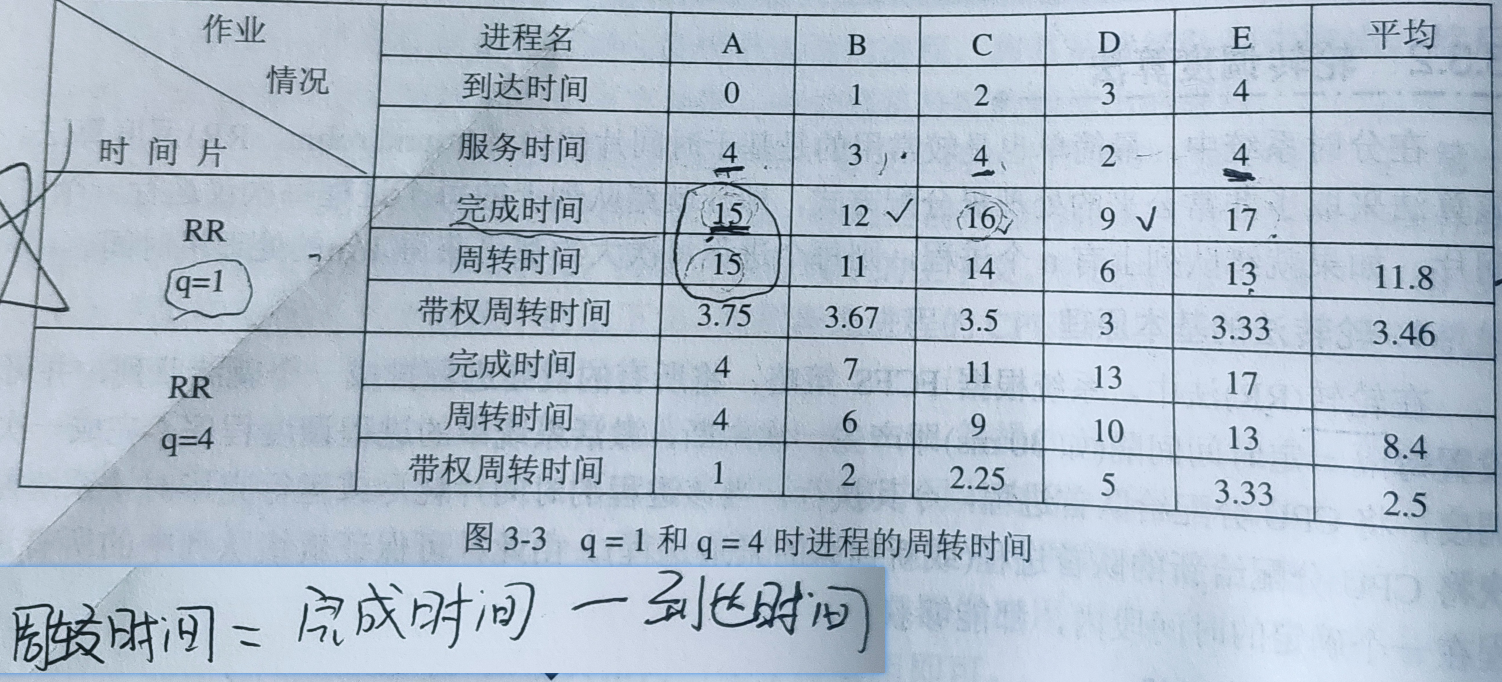 作业 情况 时间片 进程名 A B C D E 平均
到达时间 0 1 2 3 4
服务时间 4 3 4 2 4
RR q=1 完成时间 15 12 16 9 17
周转时间 15 11 14 6 13 11.8
带权周转时间 3.75 3.67 3.5 3 3.33 3.46
RR q=4 完成时间 4 7 11 13 17
周转时间 4 6 9 10 13 8.4
带权周转时间 1 2 2.25 5 3.33 2.5
图 3-3 q = 1 和 q = 4 时进程的周转时间
周转时间 = 完成时间 — 到达时间